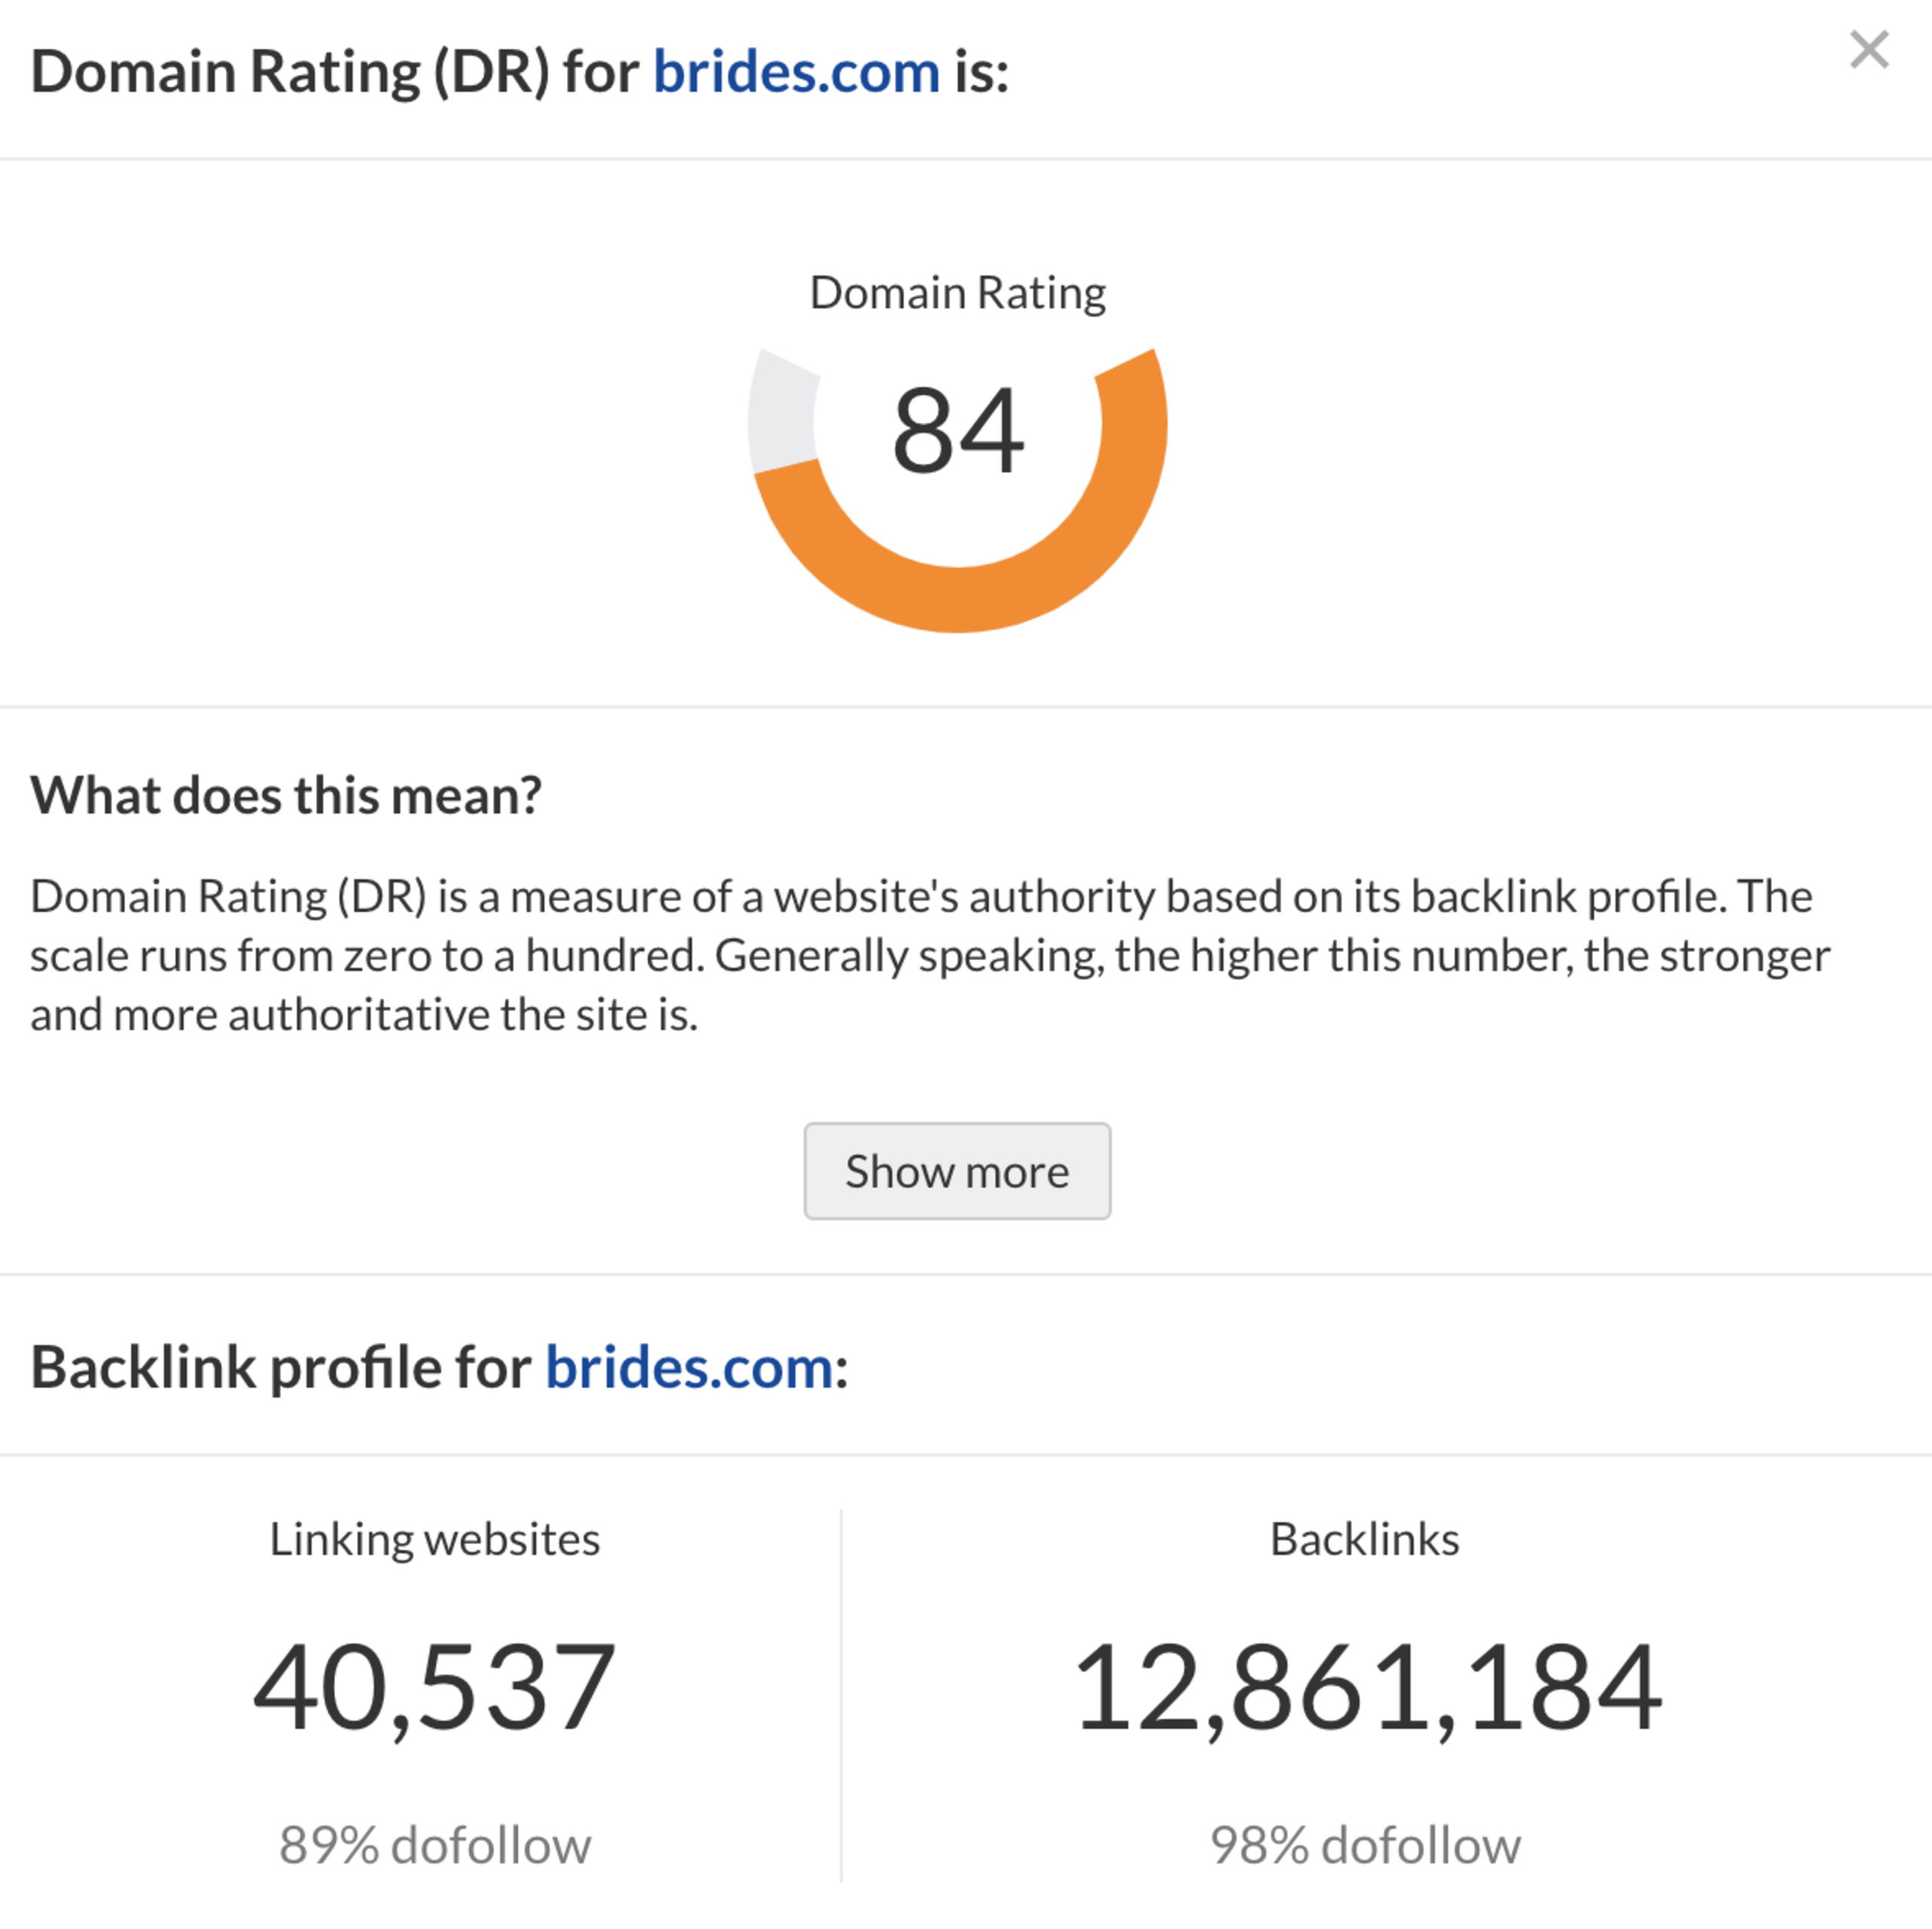 Domain Rating (DR) for brides.com is:
Domain Rating
84
What does this mean?
Domain Rating (DR) is a measure of a website's authority based on its backlink profile. The
scale runs from zero to a hundred. Generally speaking, the higher this number, the stronger
and more authoritative the site is.
Show more
Backlink profile for brides.com:
Linking websites
40,537
89% dofollow
Backlinks
12,861,184
98% dofollow